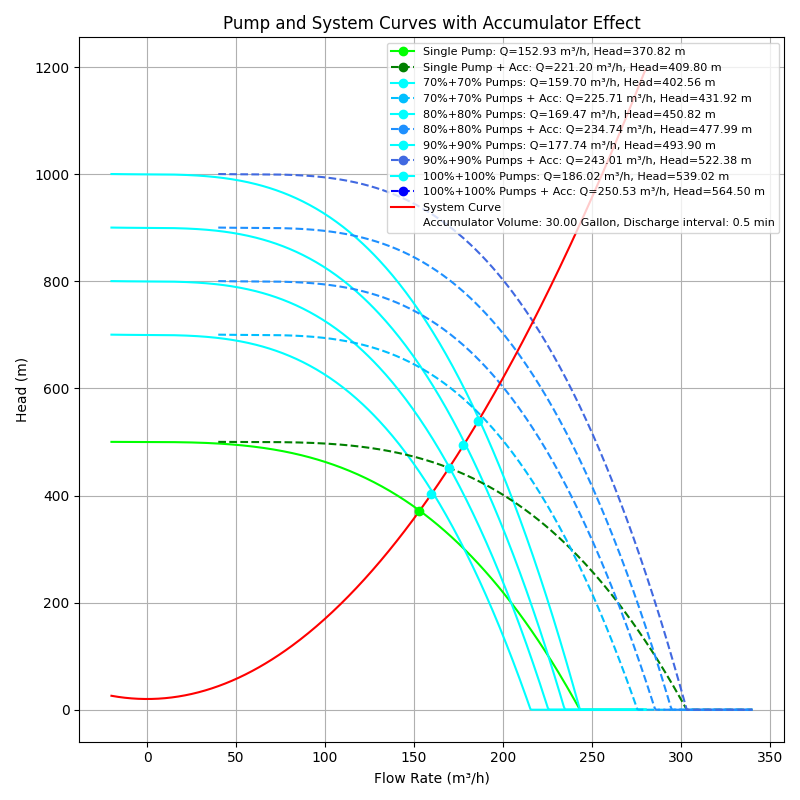 Pump and System Curves with Accumulator Effect
Single Pump: Q=152.93 m³/h, Head=370.82 m
Single Pump + Acc: Q=221.20 m³/h, Head=409.80 m
70%+70% Pumps: Q=159.70 m³/h, Head=402.56 m
70%+70% Pumps + Acc: Q=225.71 m³/h, Head=431.92 m
80%+80% Pumps: Q=169.47 m³/h, Head=450.82 m
80%+80% Pumps + Acc: Q=234.74 m³/h, Head=477.99 m
90%+90% Pumps: Q=177.74 m³/h, Head=493.90 m
90%+90% Pumps + Acc: Q=243.01 m³/h, Head=522.38 m
100%+100% Pumps: Q=186.02 m³/h, Head=539.02 m
100%+100% Pumps + Acc: Q=250.53 m³/h, Head=564.50 m
System Curve
Accumulator Volume: 30.00 Gallon, Discharge interval: 0.5 min
1200
1000
800
600
400
200
0
Head (m)
0 50 100 150 200 250 300 350
Flow Rate (m³/h)